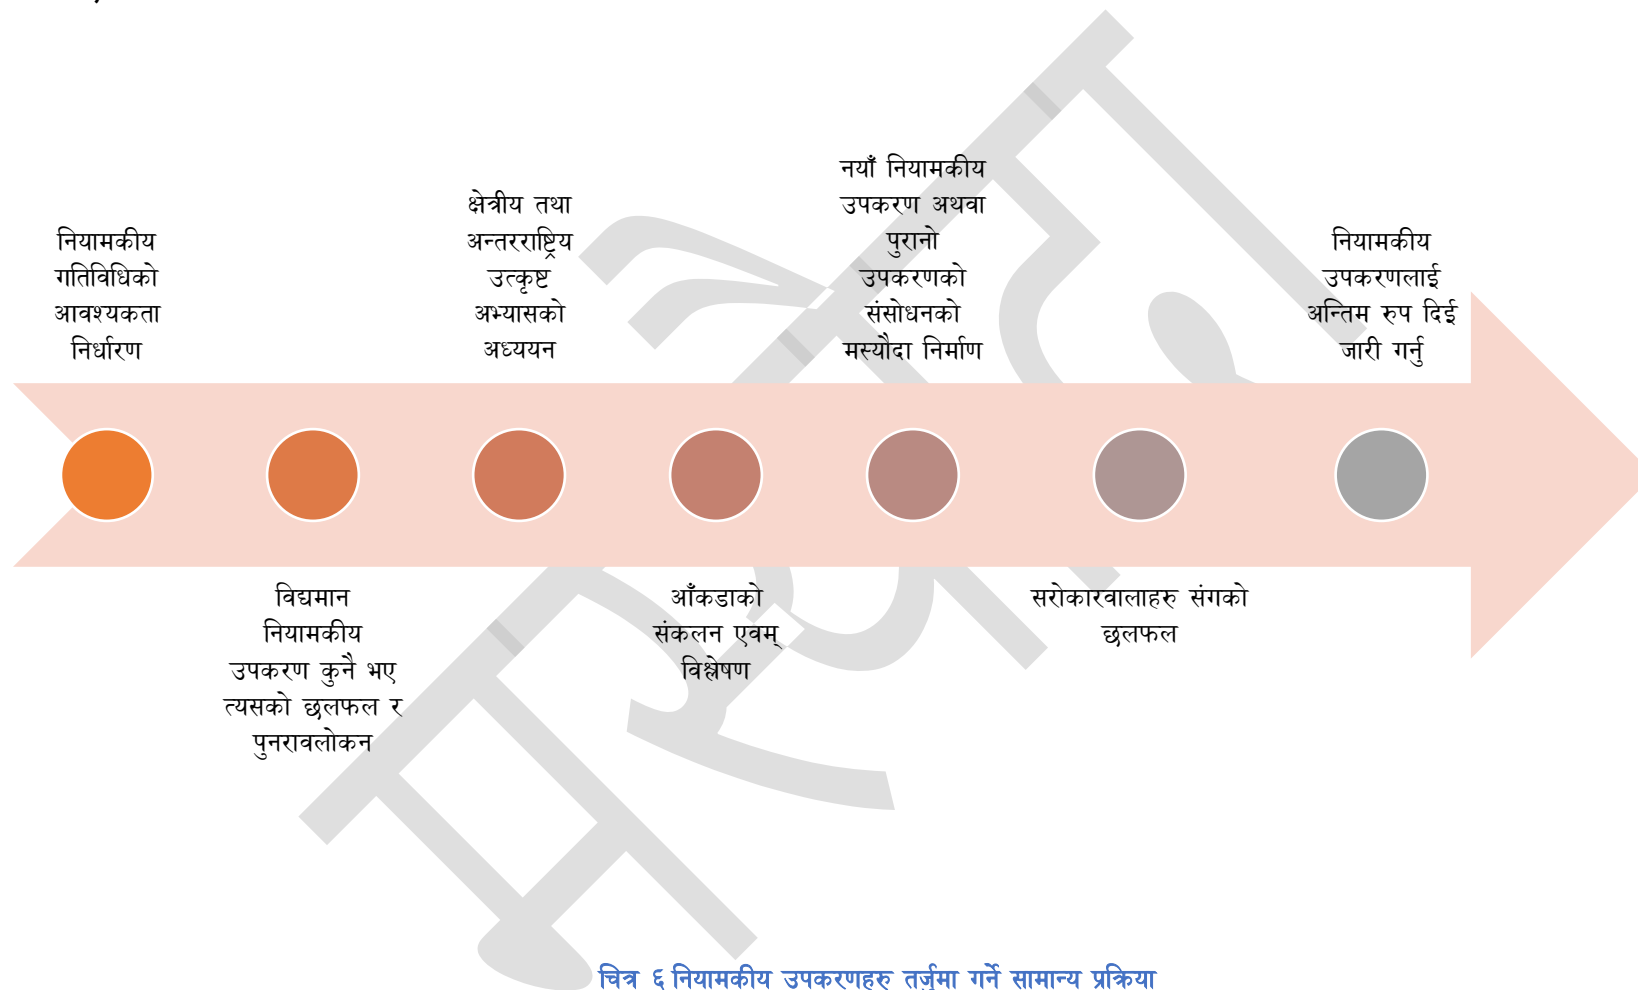 नियामकीय
गतिविधिको
आवश्यकता
निर्धारण
विद्यमान
नियामकीय
उपकरण कुनै भए
त्यसको छलफल र
पुनरावलोकन
क्षेत्रीय तथा
अन्तरराष्ट्रिय
उत्कृष्ट
अभ्यासको
अध्ययन
आँकडाको
संकलन एवम्
विश्लेषण
नयाँ नियामकीय
उपकरण अथवा
पुरानो
उपकरणको
संसोधनको
मस्यौदा निर्माण
सरोकारवालाहरु संगको
छलफल
नियामकीय
उपकरणलाई
अन्तिम रुप दिई
जारी गर्नु
चित्र ६ नियामकीय उपकरणहरु तर्जुमा गर्ने सामान्य प्रक्रिया
मस्यौदा